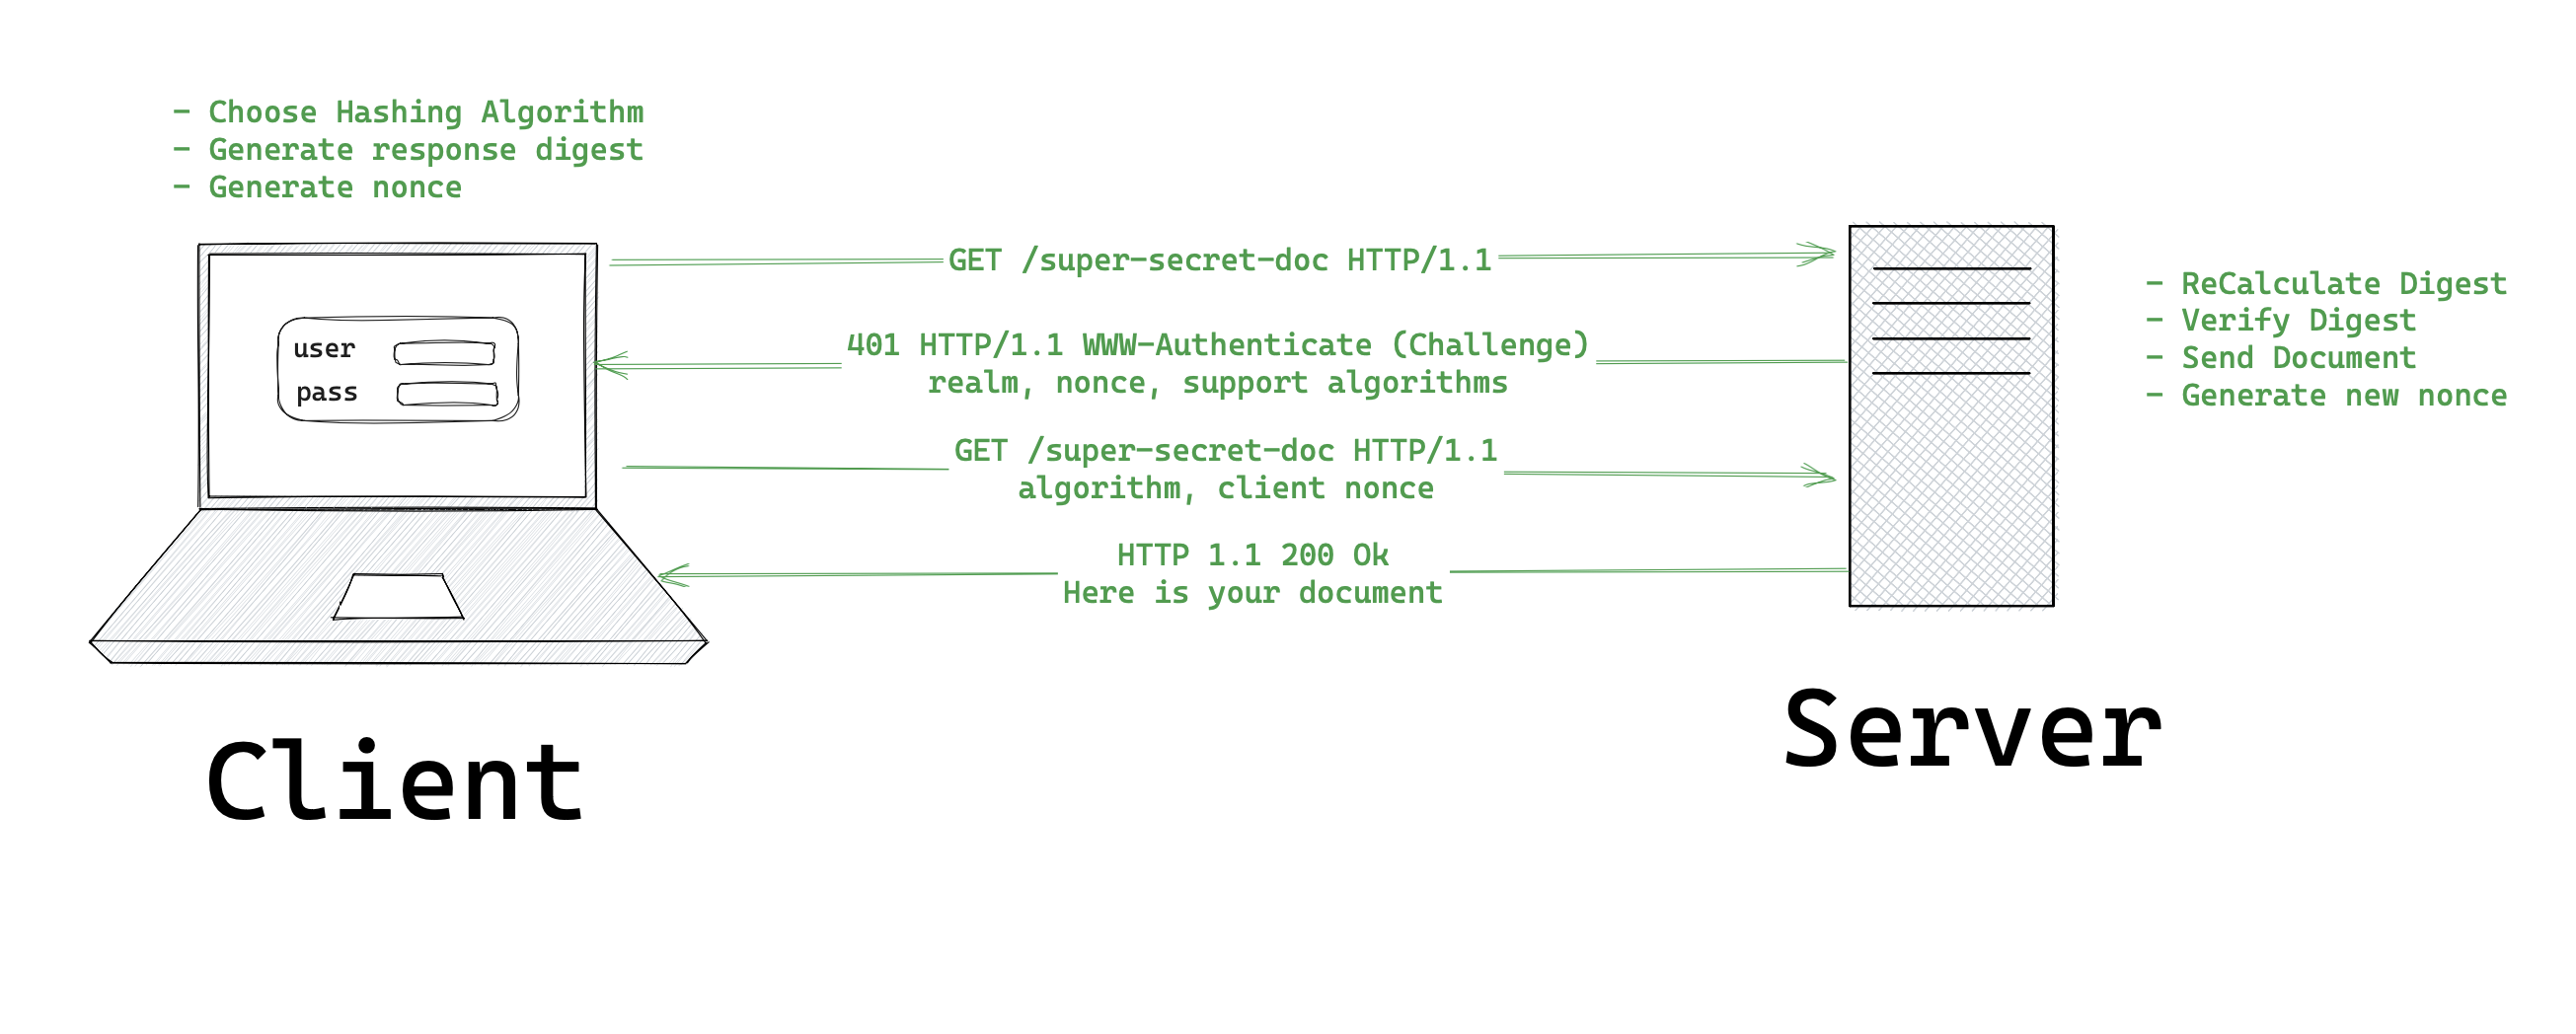 - Choose Hashing Algorithm
- Generate response digest
- Generate nonce
user
pass
GET /super-secret-doc HTTP/1.1
401 HTTP/1.1 WWW-Authenticate (Challenge)
realm, nonce, support algorithms
GET /super-secret-doc HTTP/1.1
algorithm, client nonce
HTTP 1.1 200 Ok
Here is your document
- ReCalculate Digest
- Verify Digest
- Send Document
- Generate new nonce
Client
Server